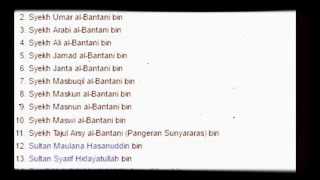 2. Syekh Umar al-Bantani bin
3. Syekh Arabi al-Bantani bin
4. Syekh Ali al-Bantani bin
5. Syekh Jamad al-Bantani bin
6. Syekh Janta al-Bantani bin
7. Syekh Masbuqil al-Bantani bin
8. Syekh Maskun al-Bantani bin
9. Syekh Masnun al-Bantani bin
10. Syekh Maswi al-Bantani bin
11. Syekh Tajul Arsy al-Bantani (Pangeran Sunyararas) bin
12. Sultan Maulana Hasanuddin bin
13. Sultan Syarif Hidayatullah bin